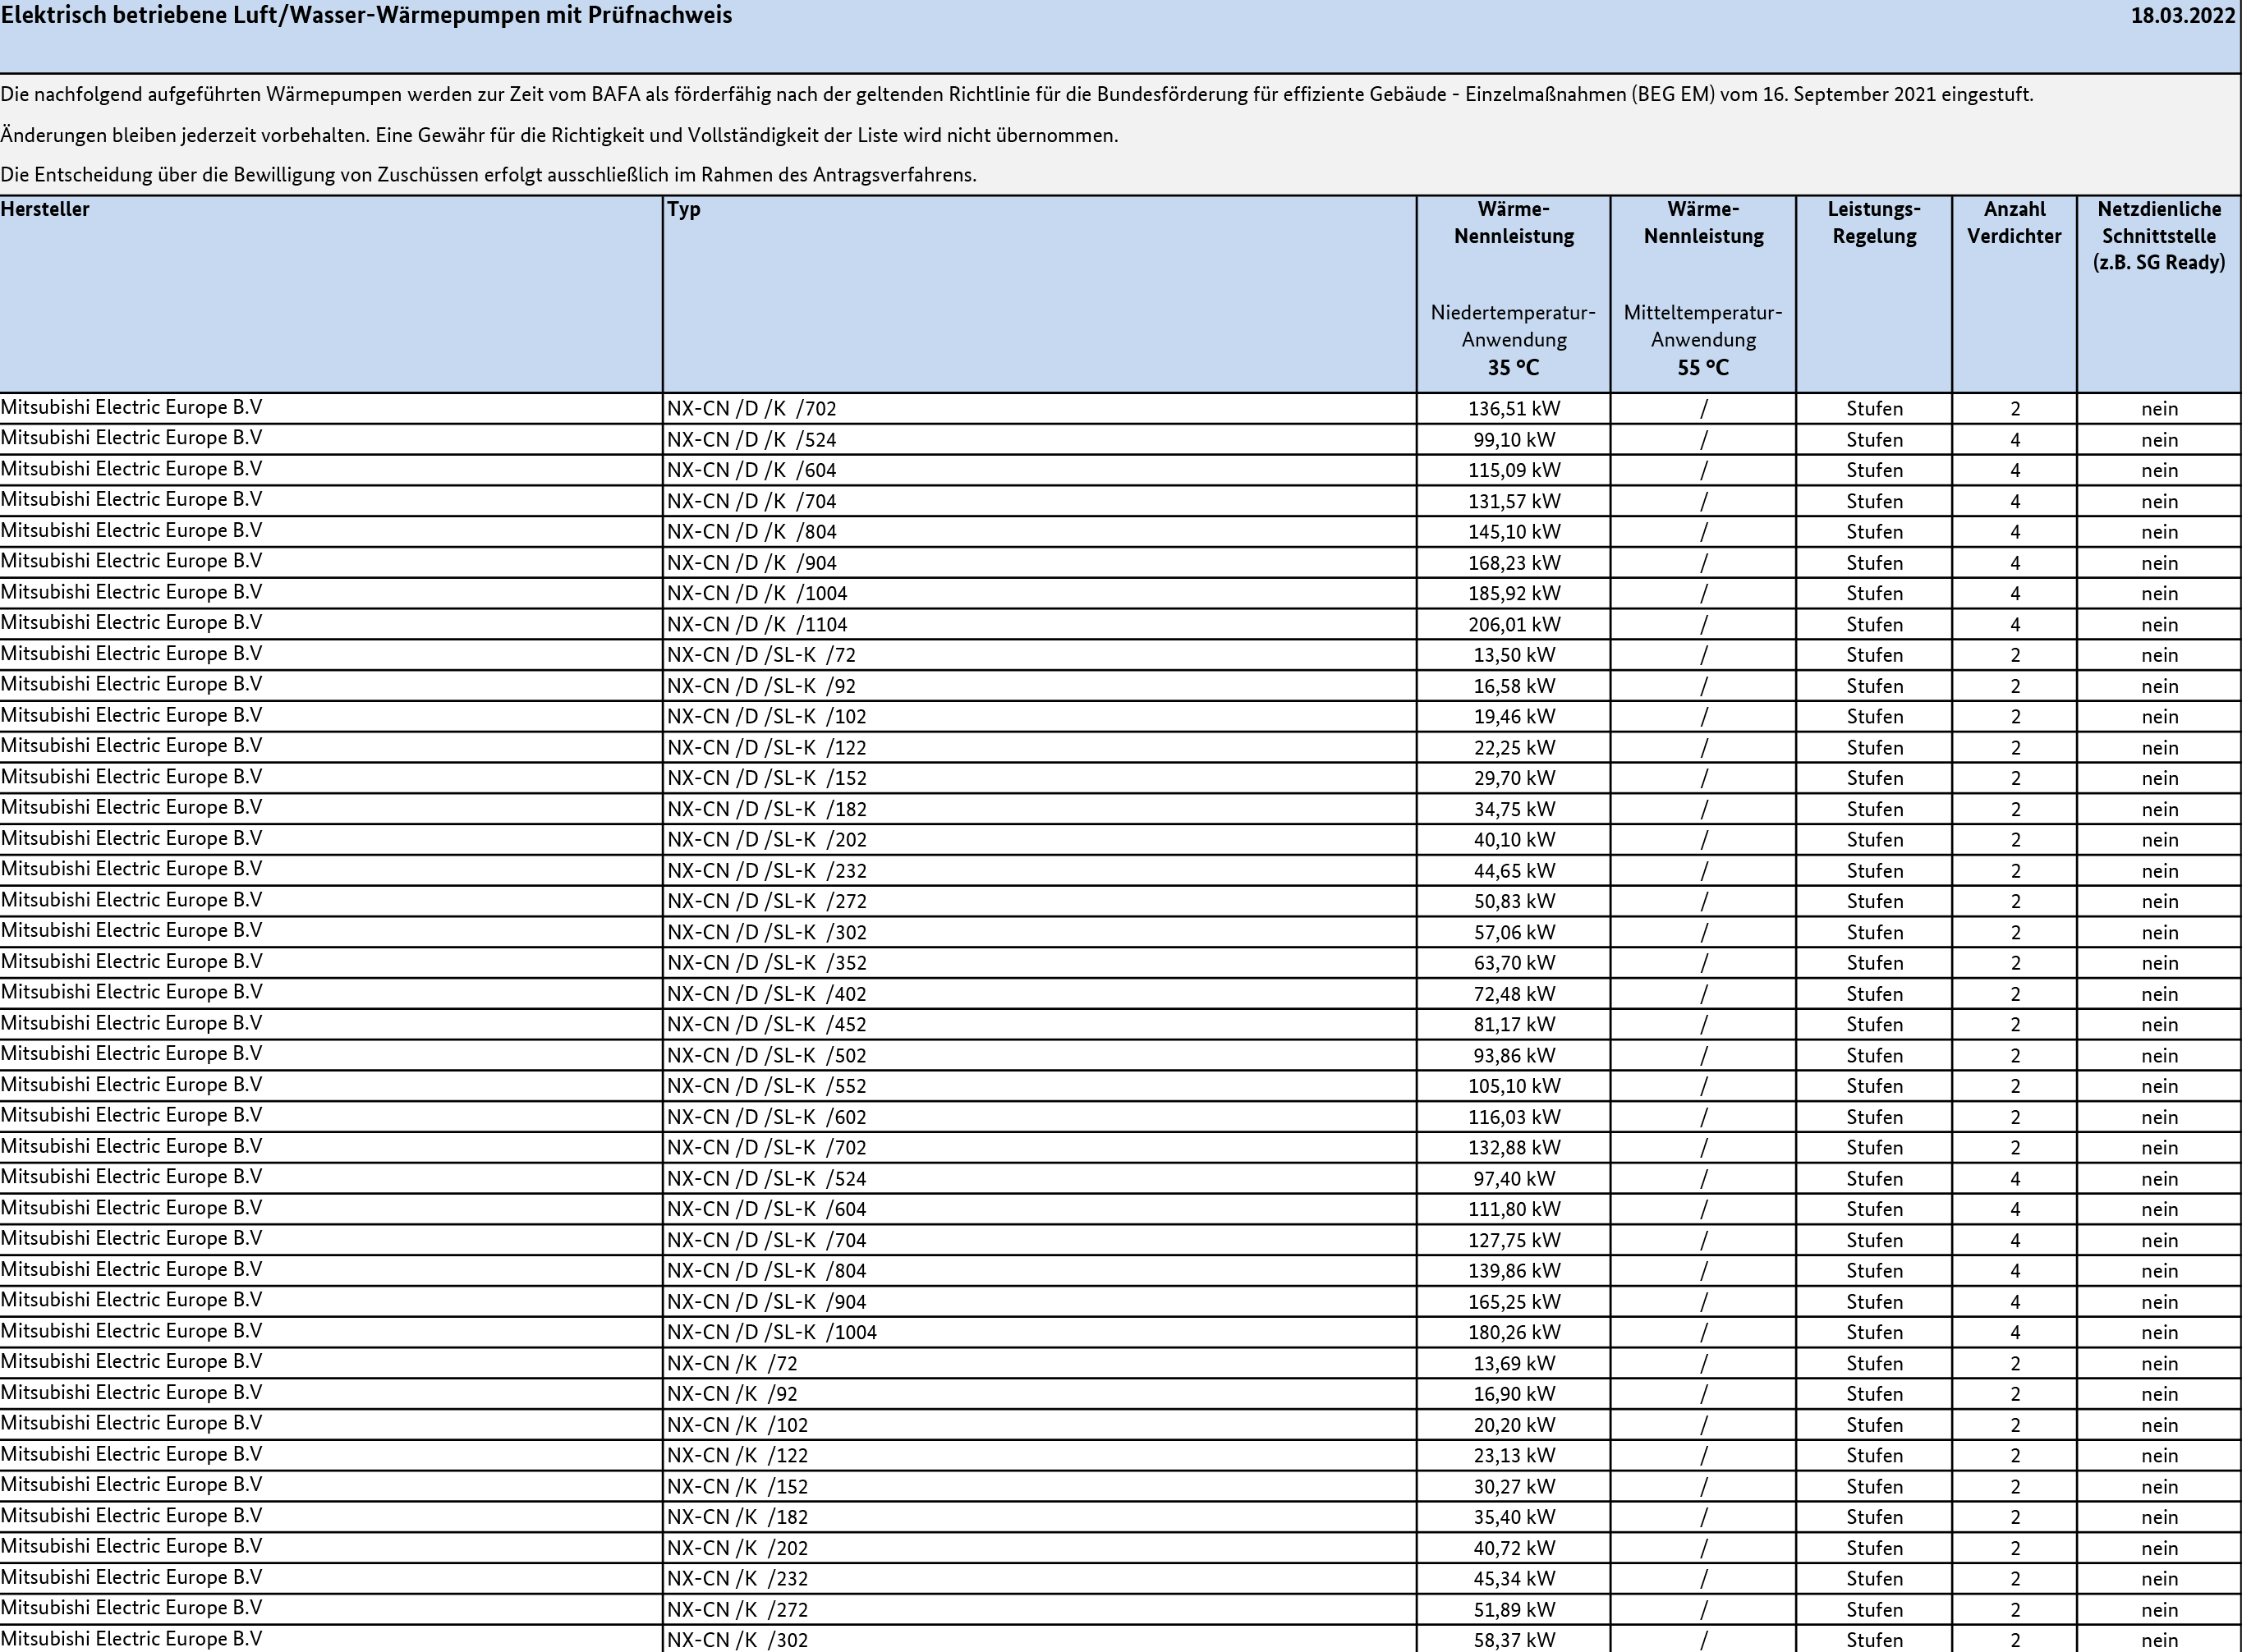 Elektrisch betriebene Luft/Wasser-Wärmepumpen mit Prüfnachweis 18.03.2022
Die nachfolgend aufgeführten Wärmepumpen werden zur Zeit vom BAFA als förderfähig nach der geltenden Richtlinie für die Bundesförderung für effiziente Gebäude - Einzelmaßnahmen (BEG EM) vom 16. September 2021 eingestuft.
Änderungen bleiben jederzeit vorbehalten. Eine Gewähr für die Richtigkeit und Vollständigkeit der Liste wird nicht übernommen.
Die Entscheidung über die Bewilligung von Zuschüssen erfolgt ausschließlich im Rahmen des Antragsverfahrens.
Hersteller Typ Wärme- Wärme- Leistungs- Anzahl Netzdienliche
Nennleistung Nennleistung Regelung Verdichter Schnittstelle
(z.B. SG Ready)
Niedertemperatur- Mitteltemperatur-
Anwendung Anwendung
35 °C 55 °C
Mitsubishi Electric Europe B.V NX-CN /D /K /702 136,51 kW / Stufen 2 nein
Mitsubishi Electric Europe B.V NX-CN /D /K /524 99,10 kW / Stufen 4 nein
Mitsubishi Electric Europe B.V NX-CN /D /K /604 115,09 kW / Stufen 4 nein
Mitsubishi Electric Europe B.V NX-CN /D /K /704 131,57 kW / Stufen 4 nein
Mitsubishi Electric Europe B.V NX-CN /D /K /804 145,10 kW / Stufen 4 nein
Mitsubishi Electric Europe B.V NX-CN /D /K /904 168,23 kW / Stufen 4 nein
Mitsubishi Electric Europe B.V NX-CN /D /K /1004 185,92 kW / Stufen 4 nein
Mitsubishi Electric Europe B.V NX-CN /D /K /1104 206,01 kW / Stufen 4 nein
Mitsubishi Electric Europe B.V NX-CN /D /SL-K /72 13,50 kW / Stufen 2 nein
Mitsubishi Electric Europe B.V NX-CN /D /SL-K /92 16,58 kW / Stufen 2 nein
Mitsubishi Electric Europe B.V NX-CN /D /SL-K /102 19,46 kW / Stufen 2 nein
Mitsubishi Electric Europe B.V NX-CN /D /SL-K /122 22,25 kW / Stufen 2 nein
Mitsubishi Electric Europe B.V NX-CN /D /SL-K /152 29,70 kW / Stufen 2 nein
Mitsubishi Electric Europe B.V NX-CN /D /SL-K /182 34,75 kW / Stufen 2 nein
Mitsubishi Electric Europe B.V NX-CN /D /SL-K /202 40,10 kW / Stufen 2 nein
Mitsubishi Electric Europe B.V NX-CN /D /SL-K /232 44,65 kW / Stufen 2 nein
Mitsubishi Electric Europe B.V NX-CN /D /SL-K /272 50,83 kW / Stufen 2 nein
Mitsubishi Electric Europe B.V NX-CN /D /SL-K /302 57,06 kW / Stufen 2 nein
Mitsubishi Electric Europe B.V NX-CN /D /SL-K /352 63,70 kW / Stufen 2 nein
Mitsubishi Electric Europe B.V NX-CN /D /SL-K /402 72,48 kW / Stufen 2 nein
Mitsubishi Electric Europe B.V NX-CN /D /SL-K /452 81,17 kW / Stufen 2 nein
Mitsubishi Electric Europe B.V NX-CN /D /SL-K /502 93,86 kW / Stufen 2 nein
Mitsubishi Electric Europe B.V NX-CN /D /SL-K /552 105,10 kW / Stufen 2 nein
Mitsubishi Electric Europe B.V NX-CN /D /SL-K /602 116,03 kW / Stufen 2 nein
Mitsubishi Electric Europe B.V NX-CN /D /SL-K /702 132,88 kW / Stufen 2 nein
Mitsubishi Electric Europe B.V NX-CN /D /SL-K /524 97,40 kW / Stufen 4 nein
Mitsubishi Electric Europe B.V NX-CN /D /SL-K /604 111,80 kW / Stufen 4 nein
Mitsubishi Electric Europe B.V NX-CN /D /SL-K /704 127,75 kW / Stufen 4 nein
Mitsubishi Electric Europe B.V NX-CN /D /SL-K /804 139,86 kW / Stufen 4 nein
Mitsubishi Electric Europe B.V NX-CN /D /SL-K /904 165,25 kW / Stufen 4 nein
Mitsubishi Electric Europe B.V NX-CN /D /SL-K /1004 180,26 kW / Stufen 4 nein
Mitsubishi Electric Europe B.V NX-CN /K /72 13,69 kW / Stufen 2 nein
Mitsubishi Electric Europe B.V NX-CN /K /92 16,90 kW / Stufen 2 nein
Mitsubishi Electric Europe B.V NX-CN /K /102 20,20 kW / Stufen 2 nein
Mitsubishi Electric Europe B.V NX-CN /K /122 23,13 kW / Stufen 2 nein
Mitsubishi Electric Europe B.V NX-CN /K /152 30,27 kW / Stufen 2 nein
Mitsubishi Electric Europe B.V NX-CN /K /182 35,40 kW / Stufen 2 nein
Mitsubishi Electric Europe B.V NX-CN /K /202 40,72 kW / Stufen 2 nein
Mitsubishi Electric Europe B.V NX-CN /K /232 45,34 kW / Stufen 2 nein
Mitsubishi Electric Europe B.V NX-CN /K /272 51,89 kW / Stufen 2 nein
Mitsubishi Electric Europe B.V NX-CN /K /302 58,37 kW / Stufen 2 nein